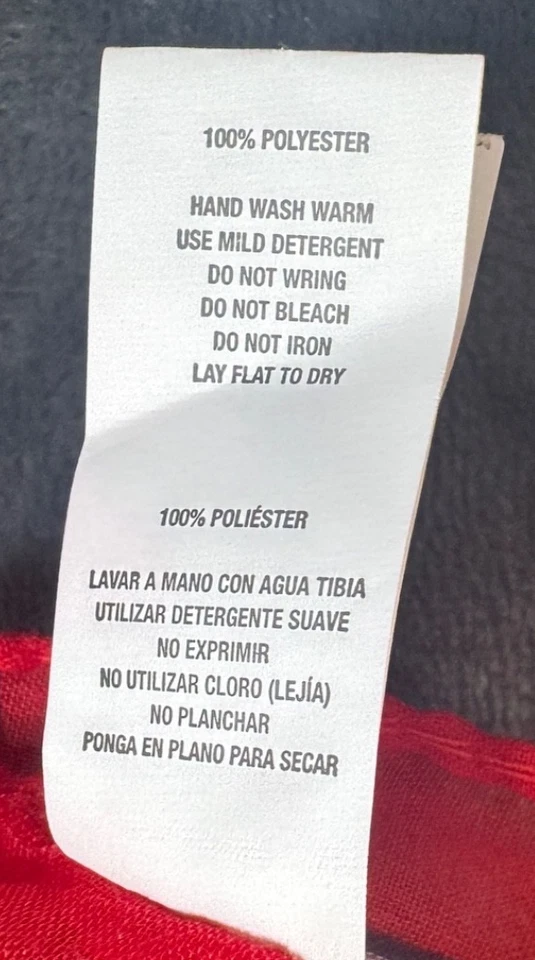 100% POLYESTER
HAND WASH WARM
USE MILD DETERGENT
DO NOT WRING
DO NOT BLEACH
DO NOT IRON
LAY FLAT TO DRY
100% POLIÉSTER
LAVAR A MANO CON AGUA TIBIA
UTILIZAR DETERGENTE SUAVE
NO EXPRIMIR
NO UTILIZAR CLORO (LEJÍA)
NO PLANCHAR
PONGA EN PLANO PARA SECAR